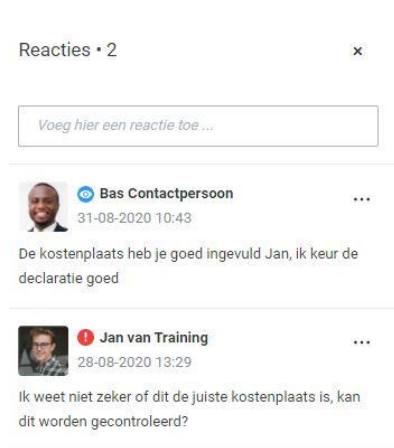 Reacties • 2
×
Voeg hier een reactie toe ...
Bas Contactpersoon
...
31-08-2020 10:43
De kostenplaats heb je goed ingevuld Jan, ik keur de
declaratie goed
Jan van Training
...
28-08-2020 13:29
Ik weet niet zeker of dit de juiste kostenplaats is, kan
dit worden gecontroleerd?